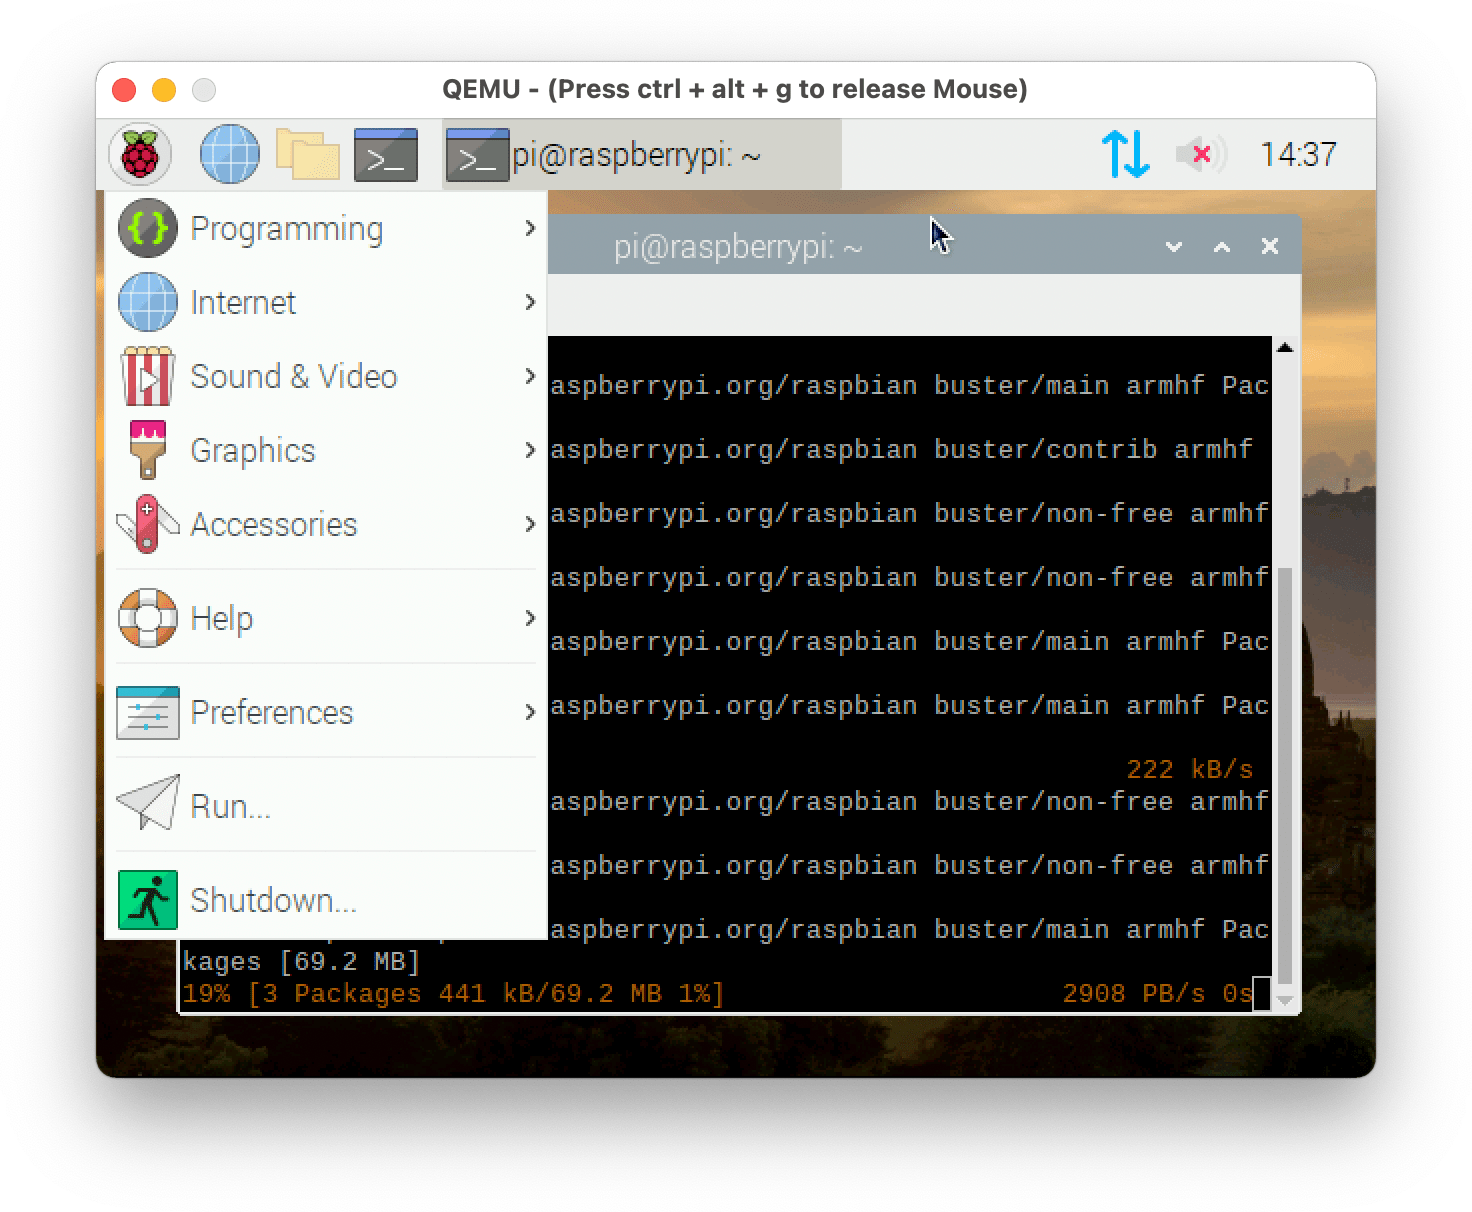 QEMU - (Press ctrl + alt + g to release Mouse)
pi@raspberrypi: ~
14:37
Programming
Internet
Sound & Video
Graphics
Accessories
Help
Preferences
Run...
Shutdown...
pi@raspberrypi: ~
aspberrypi.org/raspbian buster/main armhf Pac
aspberrypi.org/raspbian buster/contrib armhf
aspberrypi.org/raspbian buster/non-free armhf
aspberrypi.org/raspbian buster/non-free armhf
aspberrypi.org/raspbian buster/main armhf Pac
aspberrypi.org/raspbian buster/main armhf Pac
222 kB/s
aspberrypi.org/raspbian buster/non-free armhf
aspberrypi.org/raspbian buster/non-free armhf
aspberrypi.org/raspbian buster/main armhf Pac
kages [69.2 MB]
19% [3 Packages 441 kB/69.2 MB 1%] 2908 PB/s 0s